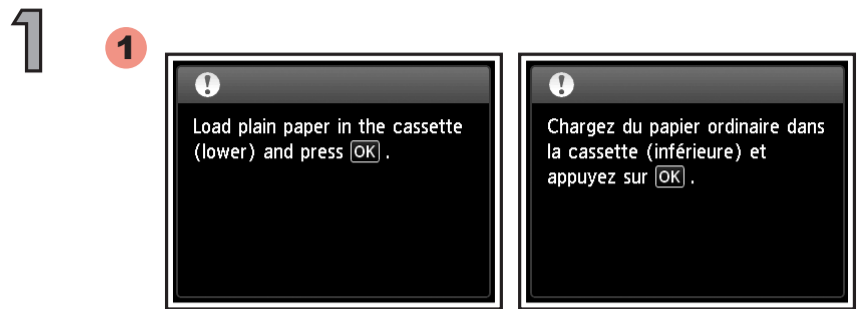 1
1
Load plain paper in the cassette
(lower) and press OK .
Chargez du papier ordinaire dans
la cassette (inférieure) et
appuyez sur OK .